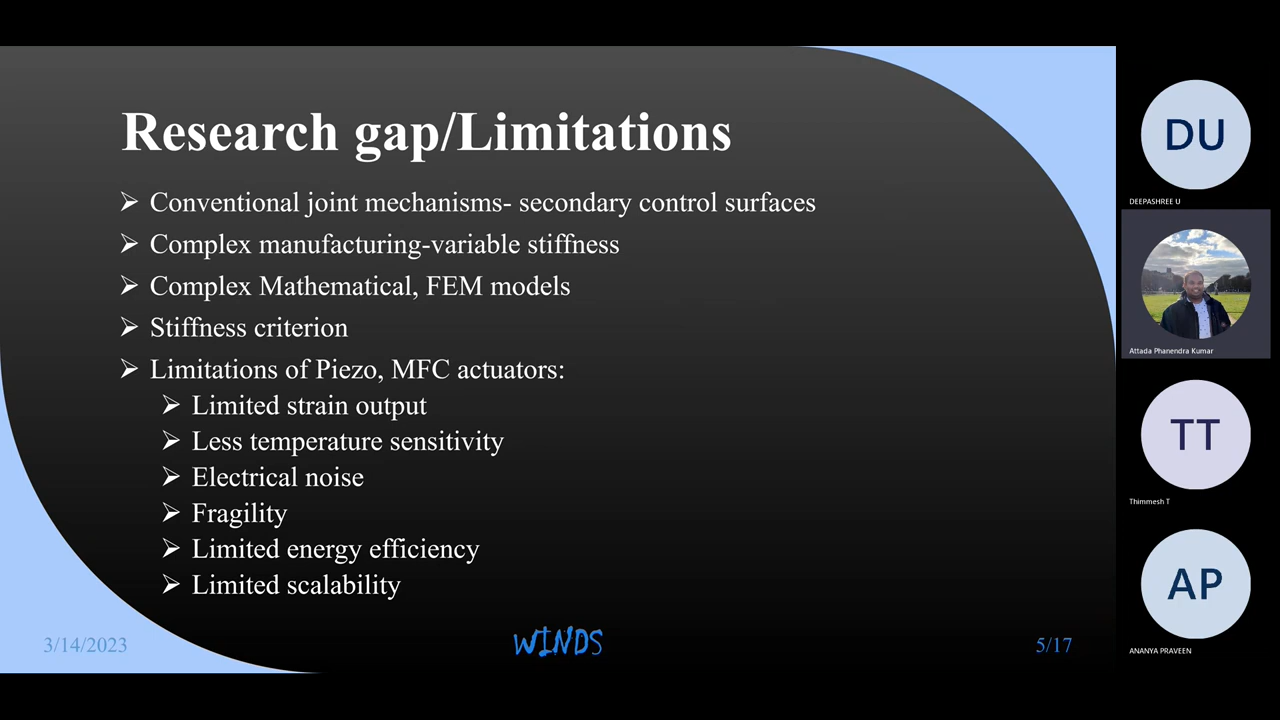 Research gap/Limitations
Conventional joint mechanisms- secondary control surfaces
Complex manufacturing-variable stiffness
Complex Mathematical, FEM models
Stiffness criterion
Limitations of Piezo, MFC actuators:
Limited strain output
Less temperature sensitivity
Electrical noise
Fragility
Limited energy efficiency
Limited scalability
3/14/2023
WINDS
5/17
DU
DEEPASHREE U
Attada Phanendra Kumar
TT
Thimmesh T
AP
ANANYA PRAVEEN